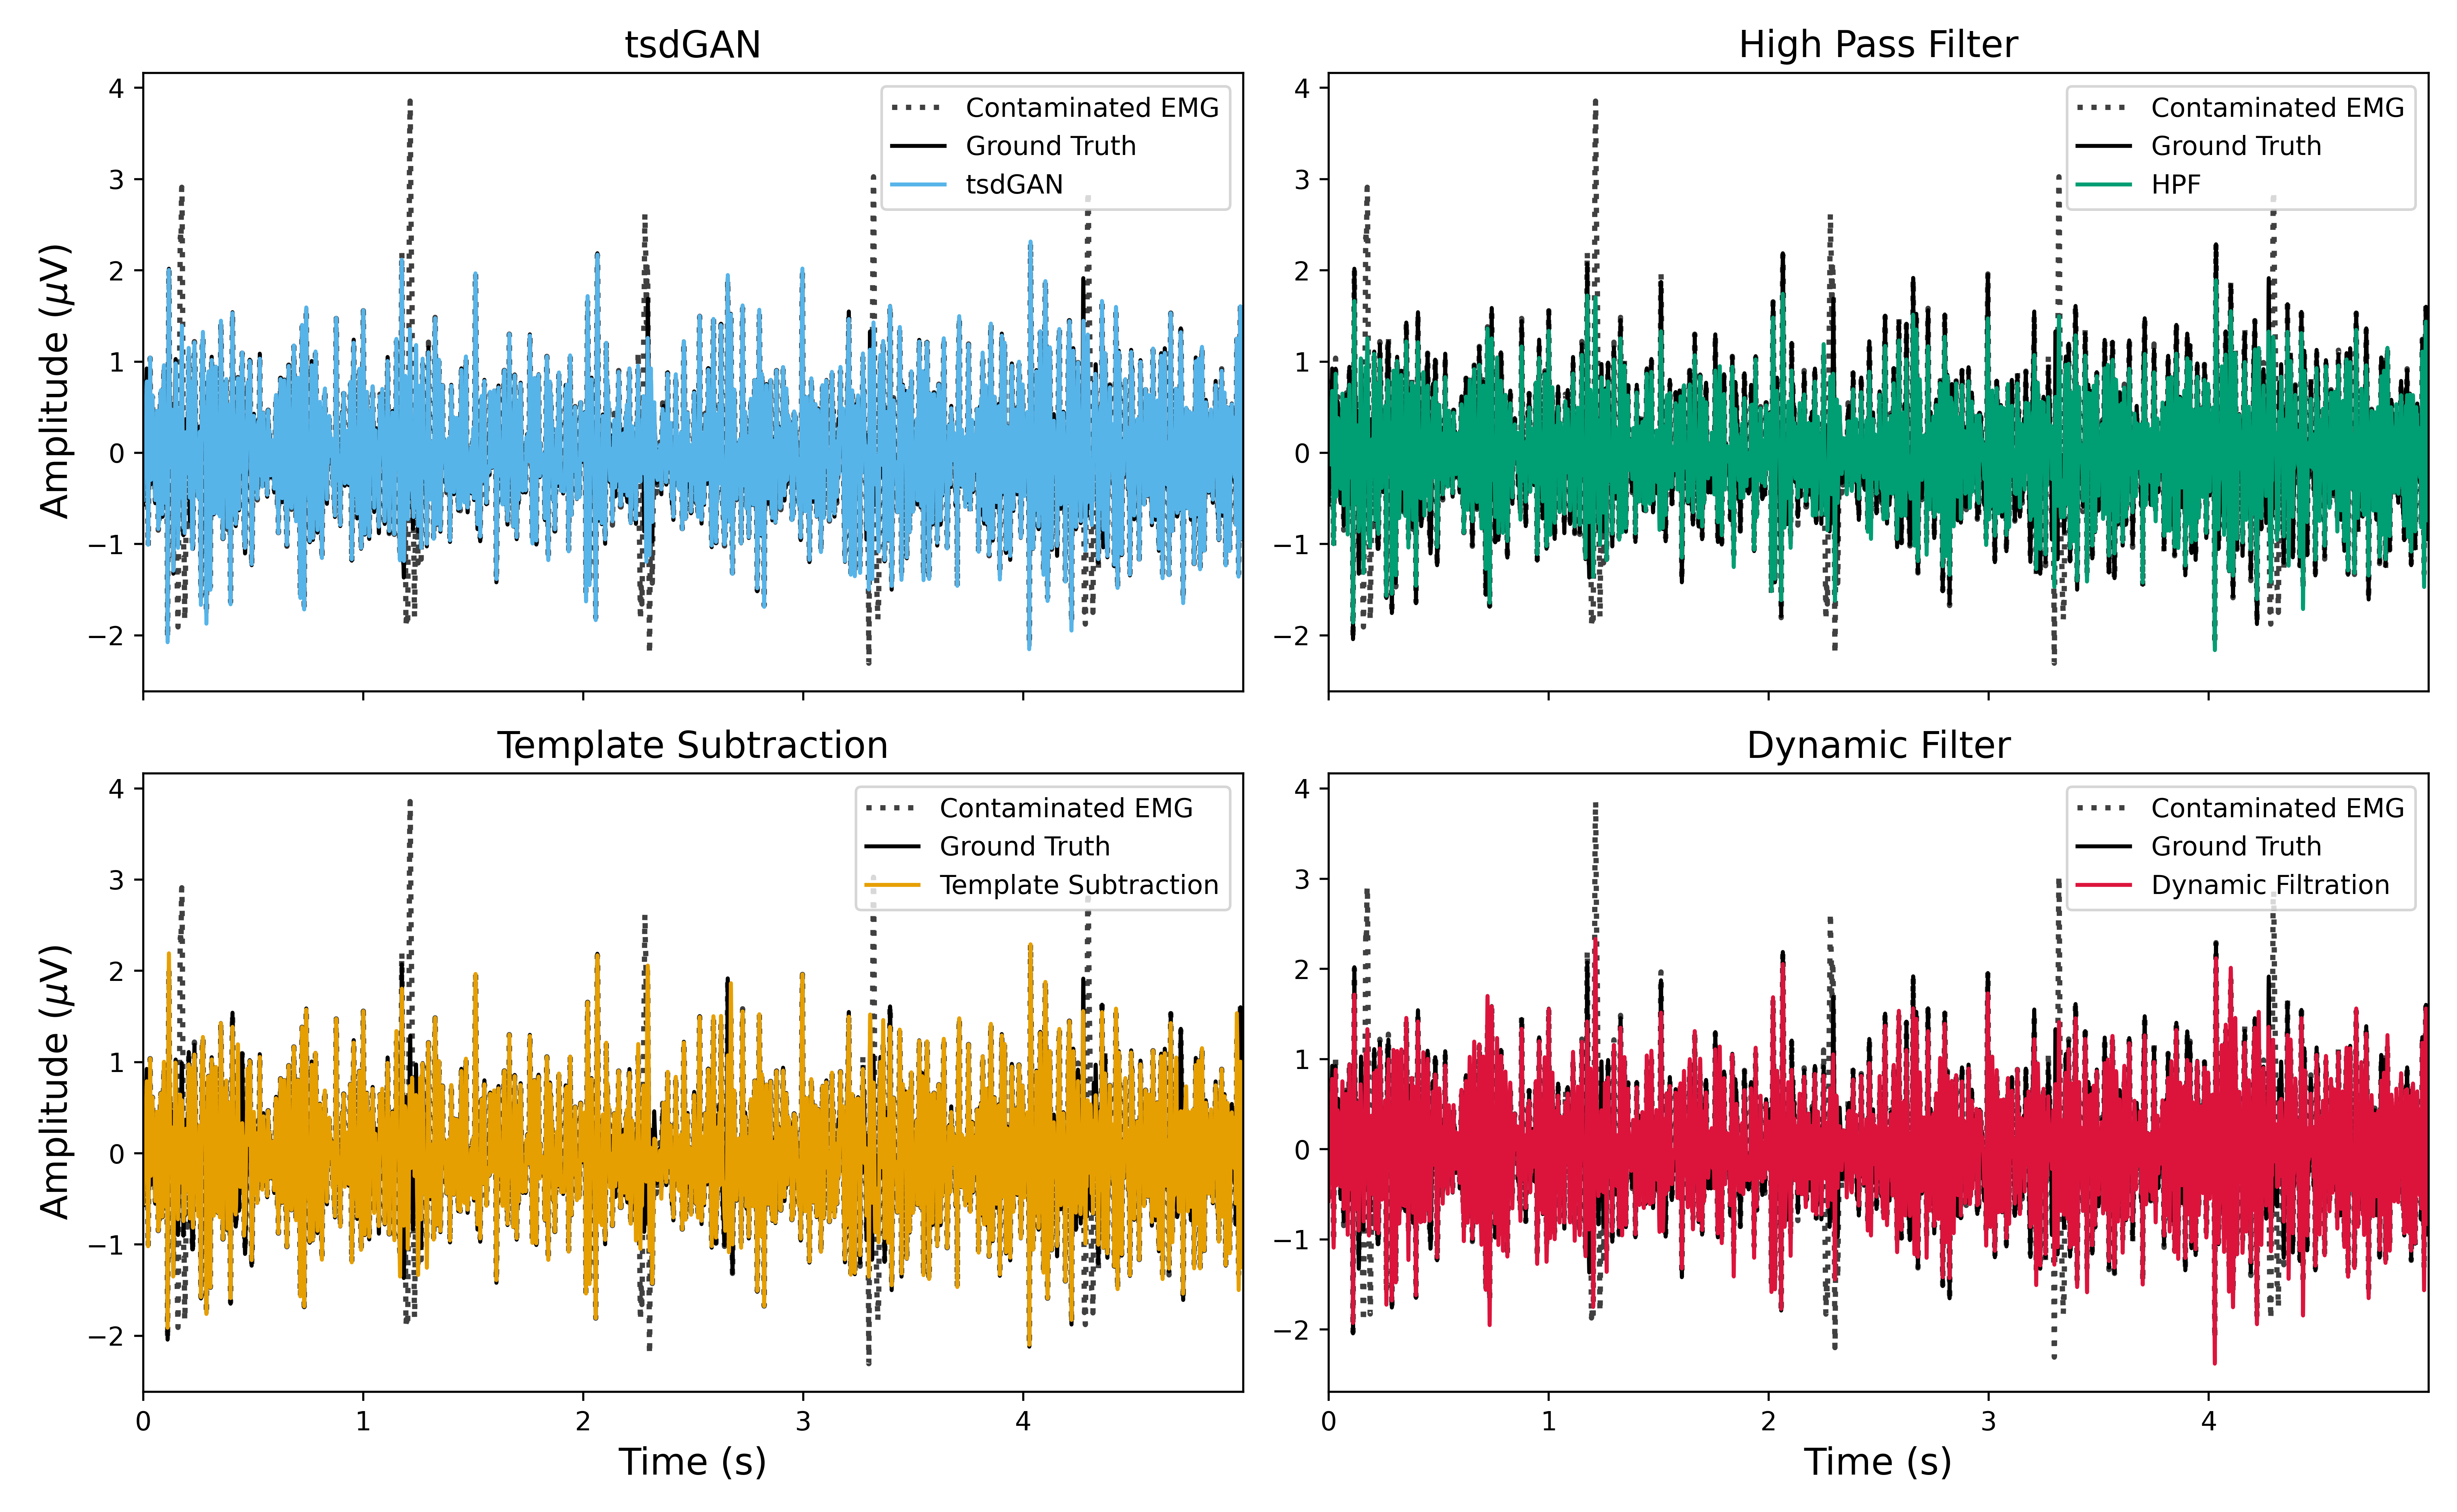 tsdGAN
4
3
2
1
0
−1
−2
Amplitude (μV)
Contaminated EMG
Ground Truth
tsdGAN
High Pass Filter
4
3
2
1
0
−1
−2
Contaminated EMG
Ground Truth
HPF
Template Subtraction
4
3
2
1
0
−1
−2
Amplitude (μV)
Contaminated EMG
Ground Truth
Template Subtraction
0 1 2 3 4
Time (s)
Dynamic Filter
4
3
2
1
0
−1
−2
Contaminated EMG
Ground Truth
Dynamic Filtration
0 1 2 3 4
Time (s)